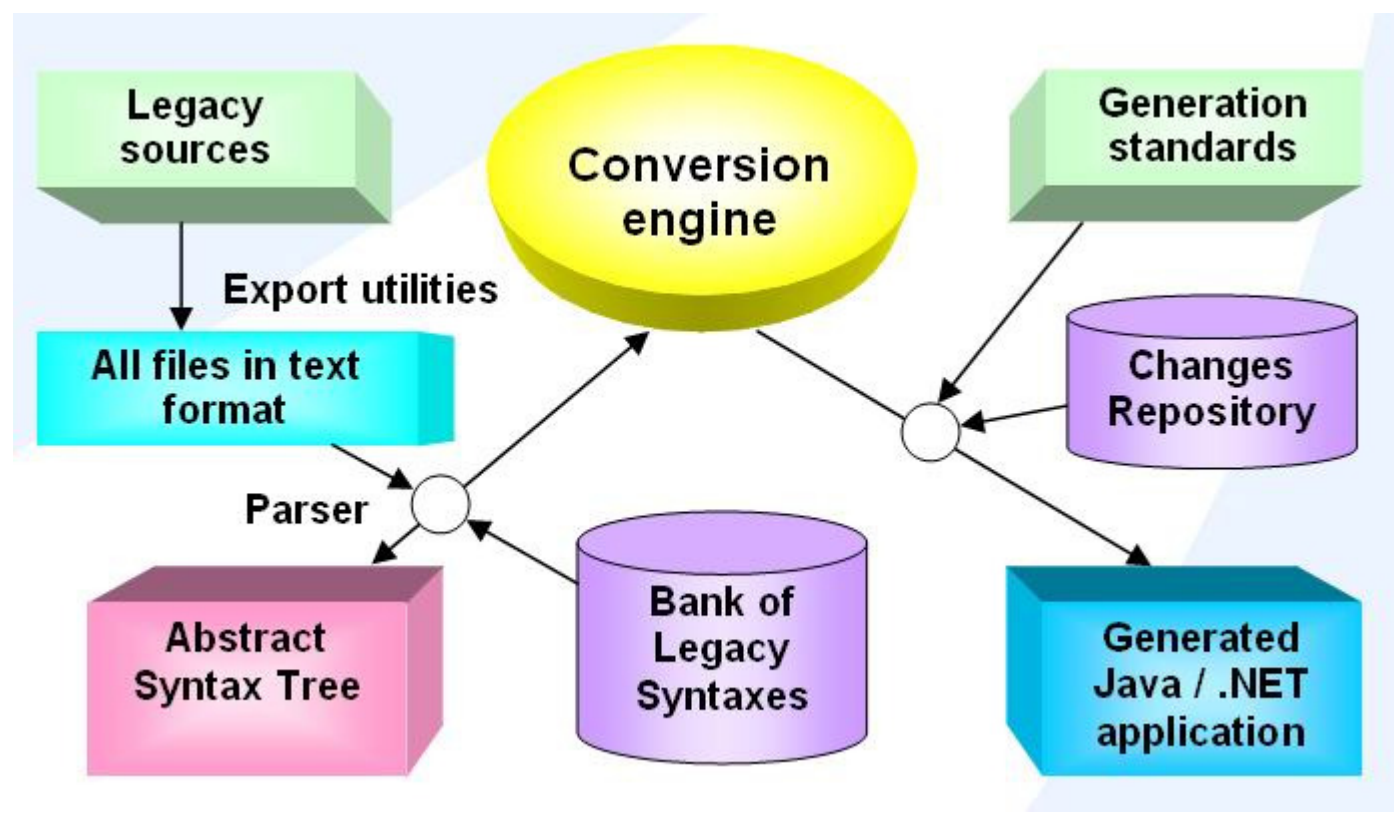 Legacy
sources
Conversion
engine
Generation
standards
Export utilities
All files in text
format
Changes
Repository
Parser
Abstract
Syntax Tree
Bank of
Legacy
Syntaxes
Generated
Java / .NET
application